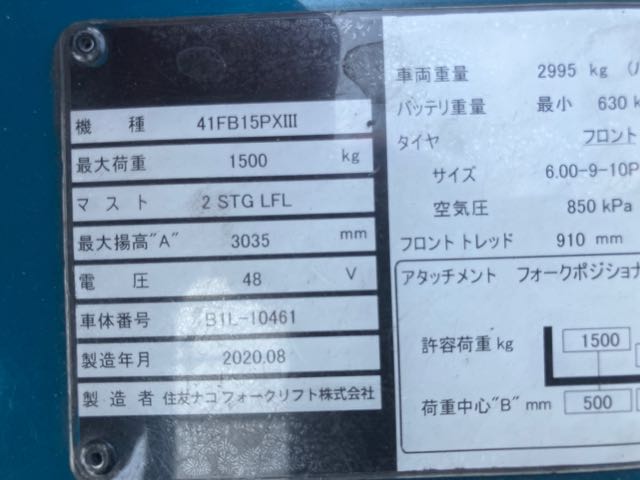 機 種 41FB15PXIII
最大荷重 1500 kg
マスト 2 STG LFL
最大揚高"A" 3035 mm
電 圧 48 V
車体番号 B1L-10461
製造年月 2020.08
製造者 住友ナコフォークリフト株式会社
車両重量 2995 kg
バッテリ重量 最小 630
タイヤ フロント
サイズ 6.00-9-10P
空気圧 850 kPa
フロントトレッド 910 mm
アタッチメント フォークポジショナ
許容荷重 kg 1500
荷重中心"B" mm 500